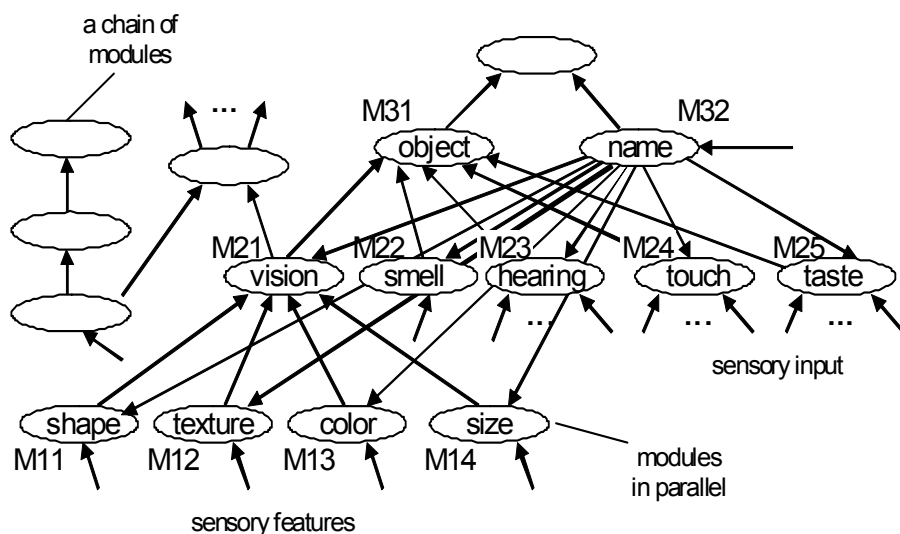 a chain of
modules
...
M31
M32
object
name
M21
M22
M23
M24
M25
vision
smell
hearing
touch
taste
...
...
...
sensory input
shape
texture
color
size
M11
M12
M13
M14
modules
in parallel
sensory features